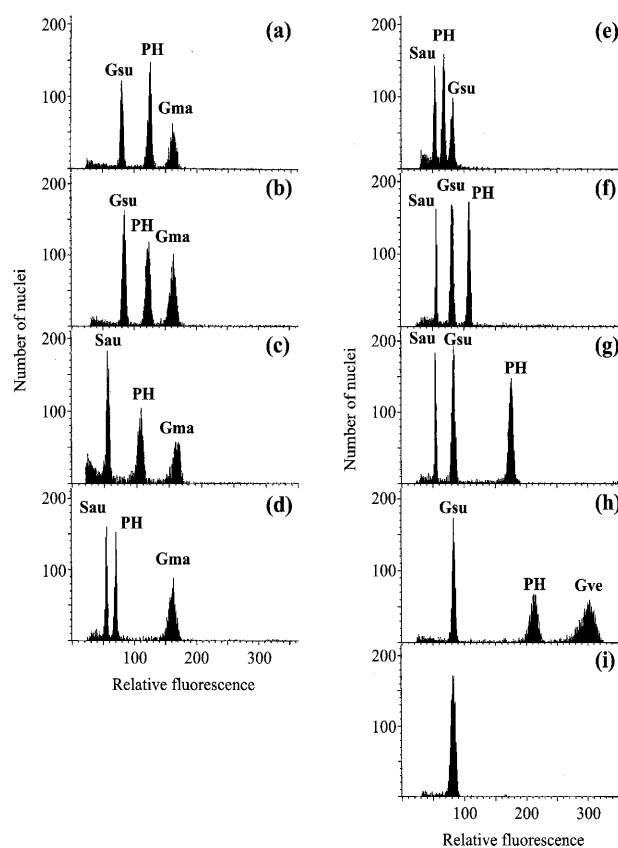 200
100
(a)
Gsu
PH
Gma
200
100
(b)
Gsu
PH
Gma
200
100
(c)
Sau
PH
Gma
200
100
(d)
Sau
PH
Gma
100 200 300
Relative fluorescence
Number of nuclei
200
100
(e)
PH
Sau
Gsu
200
100
(f)
Gsu
Sau
PH
200
100
(g)
Sau
Gsu
PH
200
100
(h)
Gsu
PH
Gve
200
100
(i)
100 200 300
Relative fluorescence
Number of nuclei